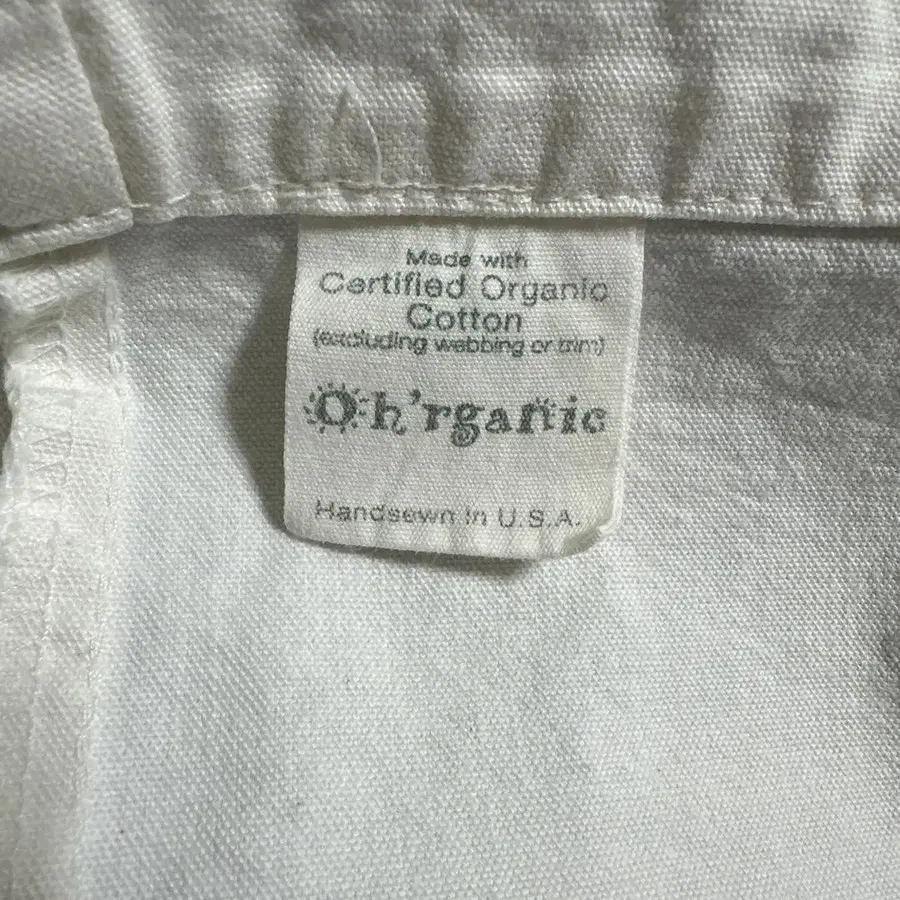 Made with
Certified Organic
Cotton
(excluding webbing or trim)
Oh'rganic
Handsewn in U.S.A.